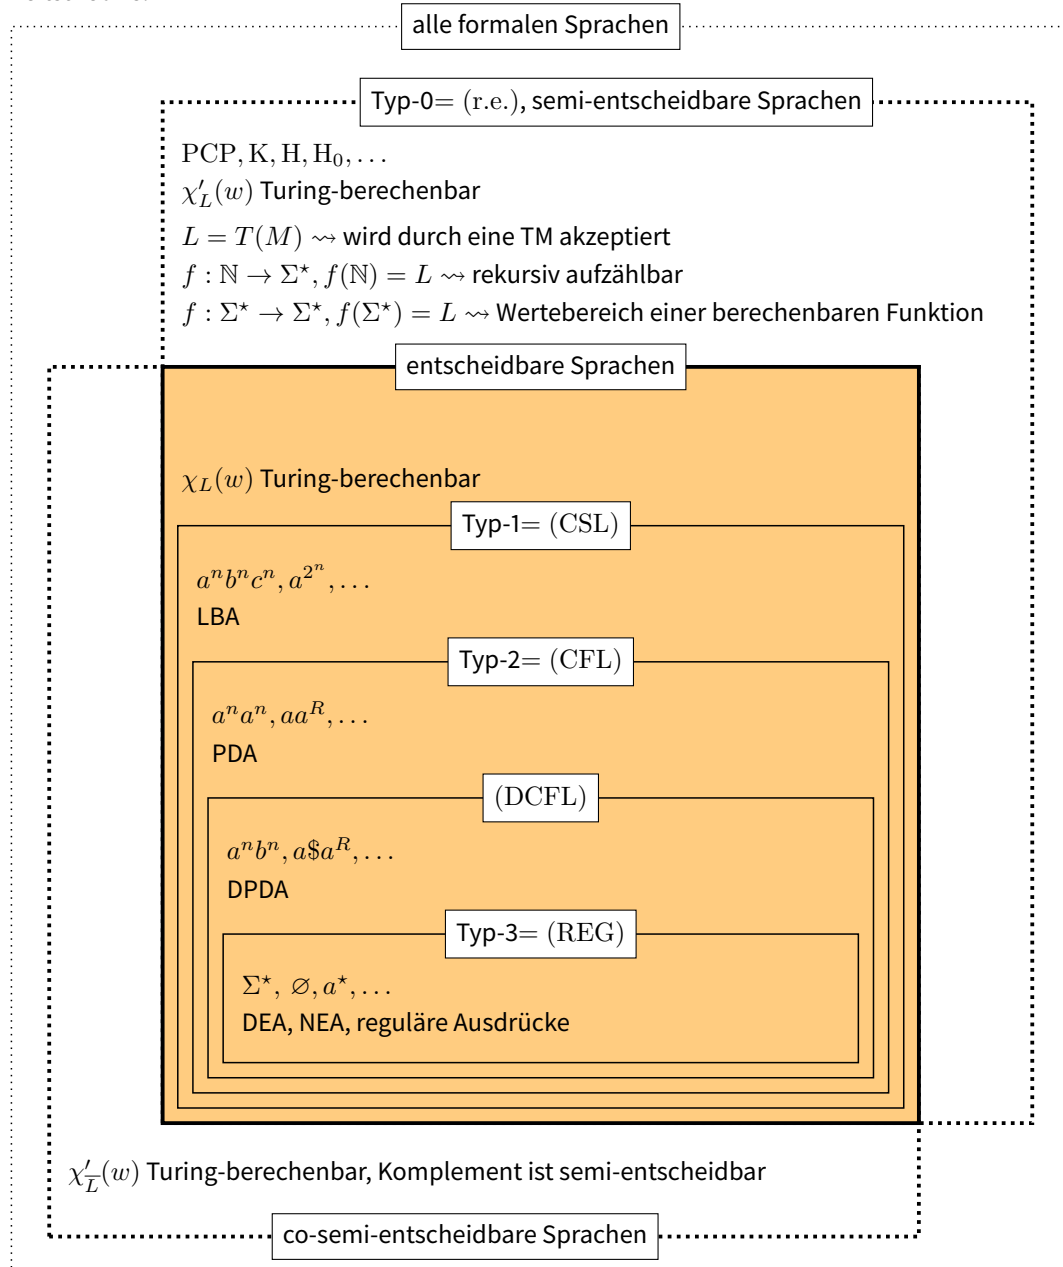 alle formalen Sprachen
Typ-0= (r.e.), semi-entscheidbare Sprachen
PCP, K, H, H₀, …
χ′_L(w) Turing-berechenbar
L = T(M) ⇝ wird durch eine TM akzeptiert
f : ℕ → Σ⋆, f(ℕ) = L ⇝ rekursiv aufzählbar
f : Σ⋆ → Σ⋆, f(Σ⋆) = L ⇝ Wertebereich einer berechenbaren Funktion
entscheidbare Sprachen
χ_L(w) Turing-berechenbar
Typ-1= (CSL)
aⁿbⁿcⁿ, a^{2ⁿ}, …
LBA
Typ-2= (CFL)
aⁿaⁿ, aa^R, …
PDA
(DCFL)
aⁿbⁿ, a$a^R, …
DPDA
Typ-3= (REG)
Σ⋆, ∅, a⋆, …
DEA, NEA, reguläre Ausdrücke
χ′_{L̅}(w) Turing-berechenbar, Komplement ist semi-entscheidbar
co-semi-entscheidbare Sprachen